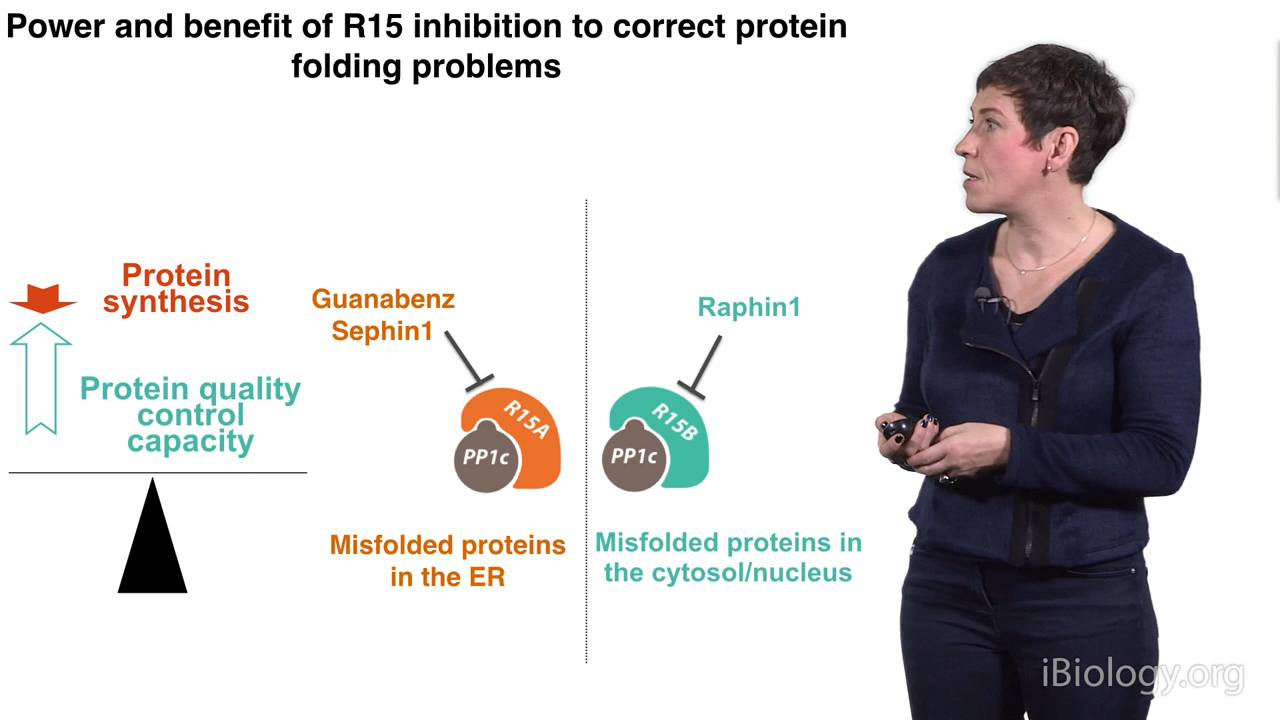 Power and benefit of R15 inhibition to correct protein
folding problems
Protein
synthesis
Protein quality
control
capacity
Guanabenz
Sephin1
R15A
PP1c
Misfolded proteins
in the ER
Raphin1
R15B
PP1c
Misfolded proteins in
the cytosol/nucleus
iBiology.org